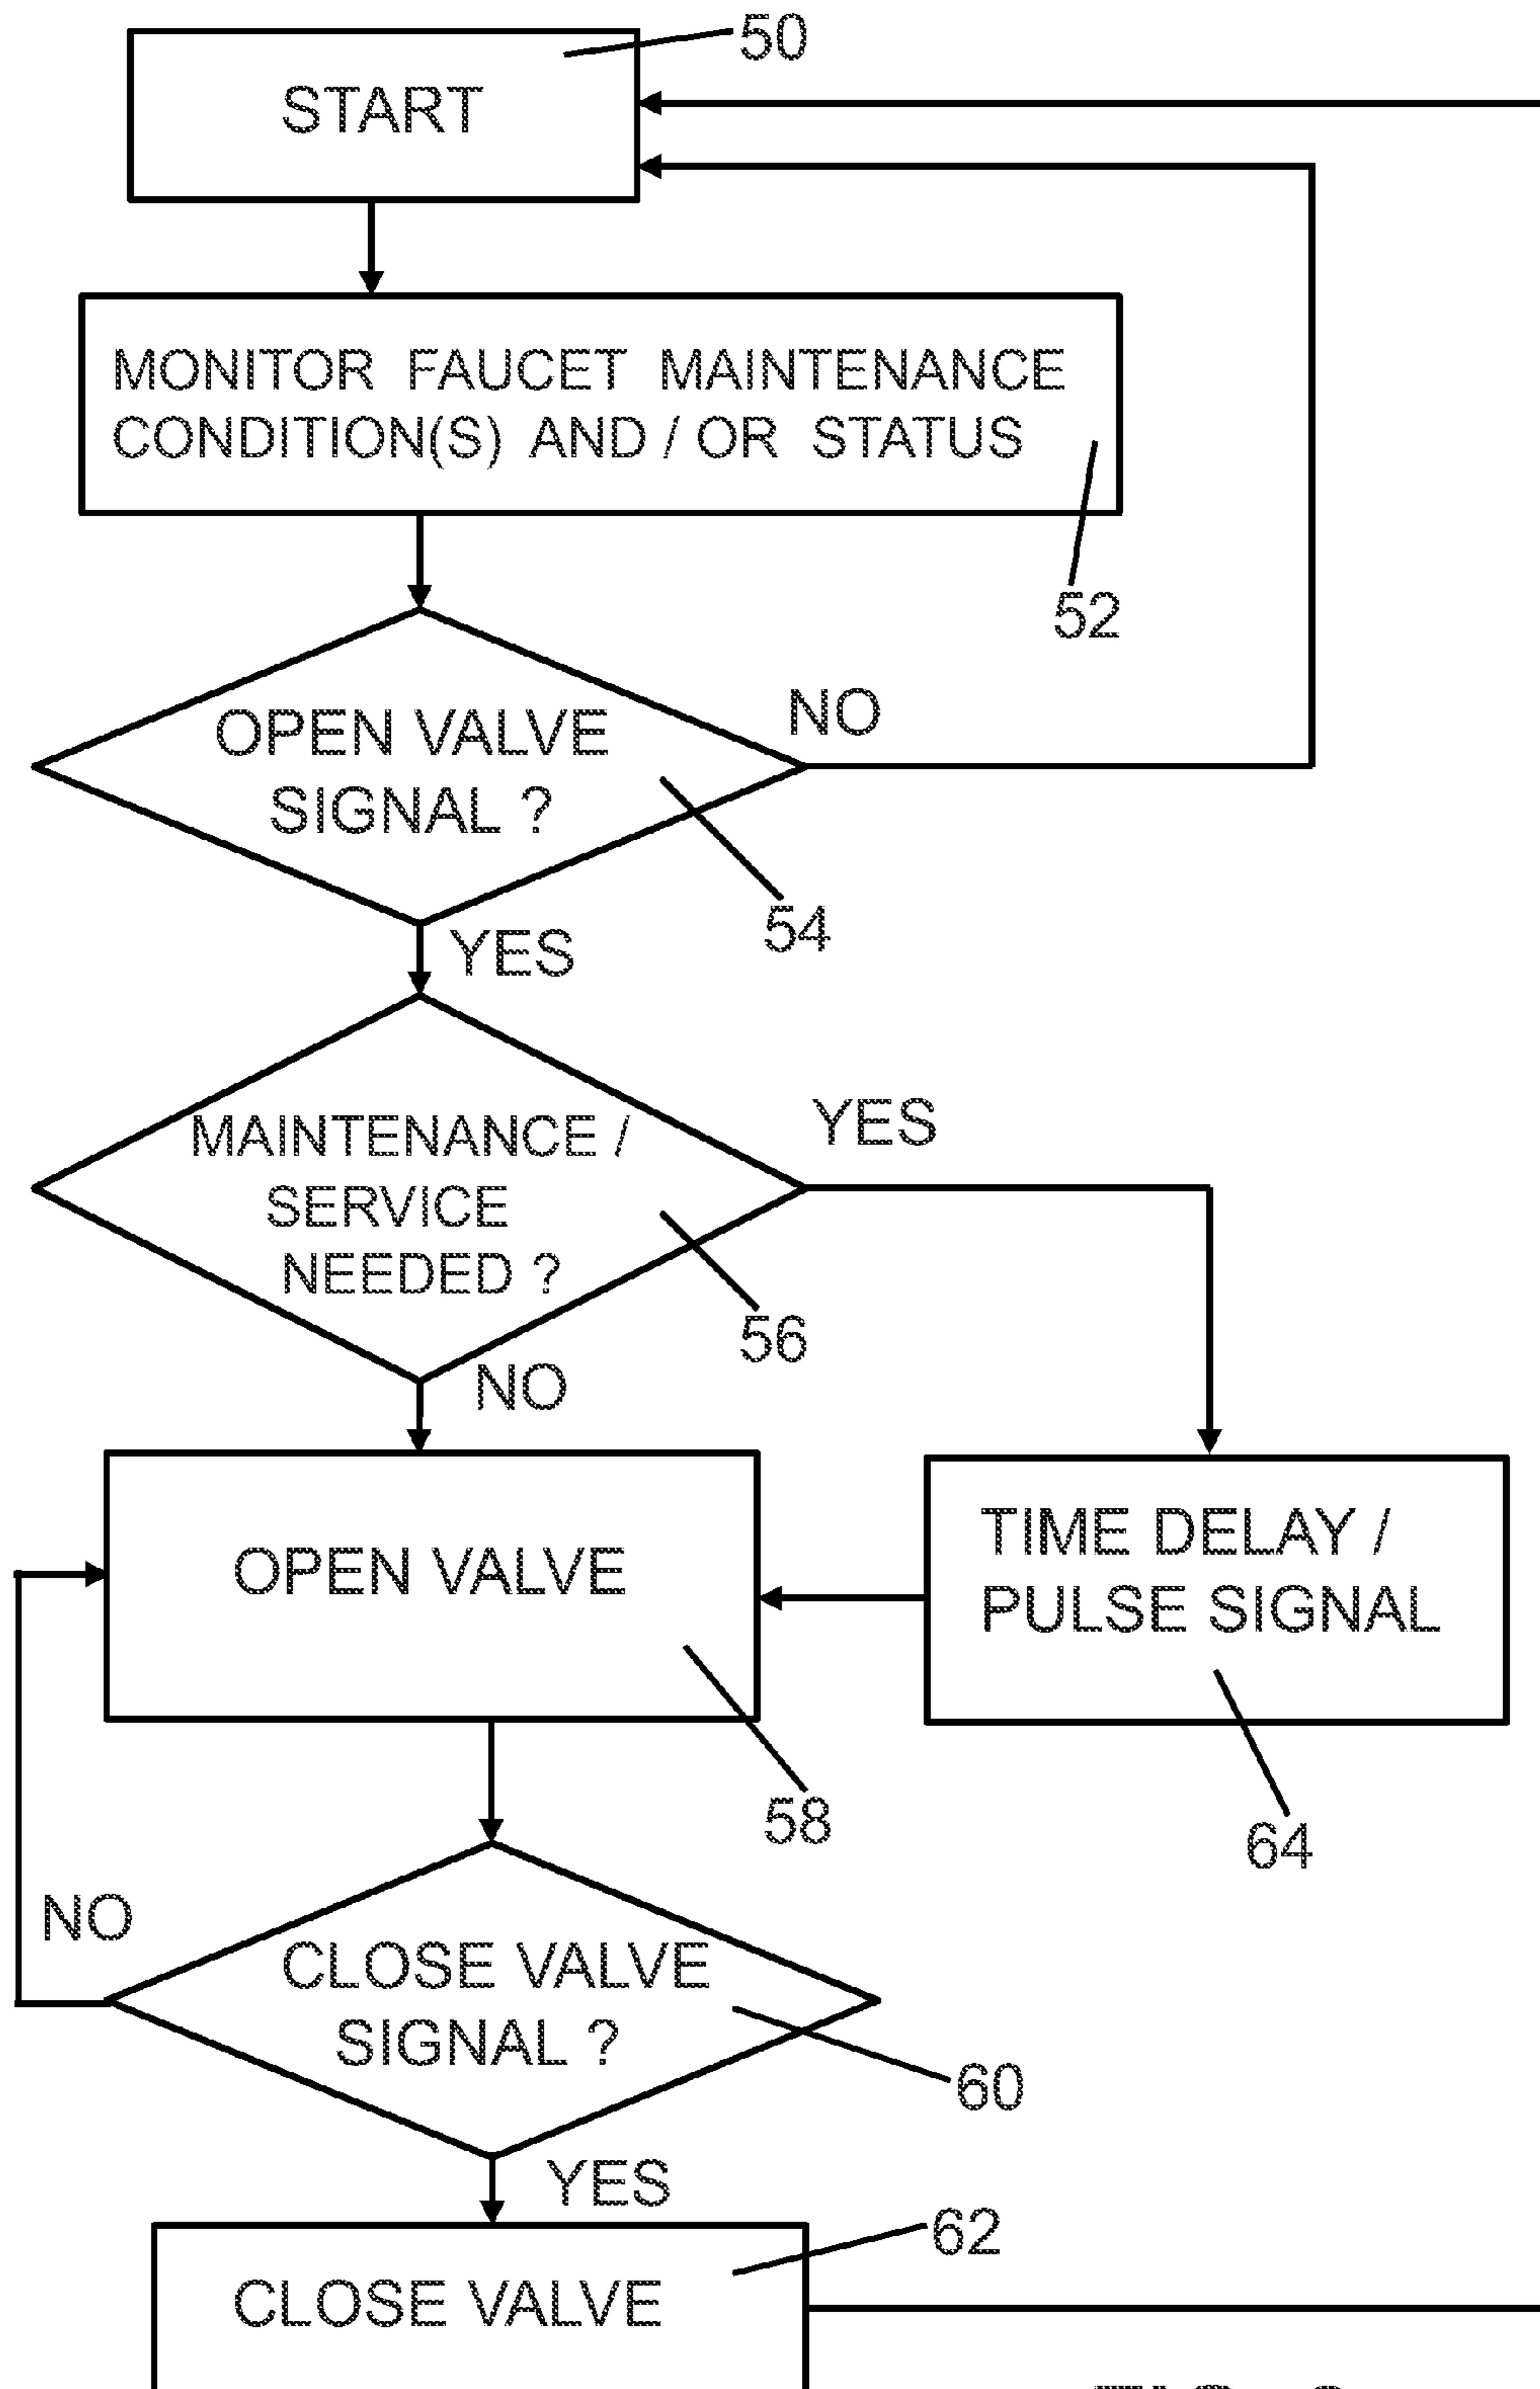 50
START
MONITOR FAUCET MAINTENANCE
CONDITION(S) AND / OR STATUS
52
OPEN VALVE
SIGNAL ?
NO
54
YES
MAINTENANCE /
SERVICE
NEEDED ?
YES
56
NO
OPEN VALVE
TIME DELAY /
PULSE SIGNAL
58
64
NO
CLOSE VALVE
SIGNAL ?
60
YES
62
CLOSE VALVE